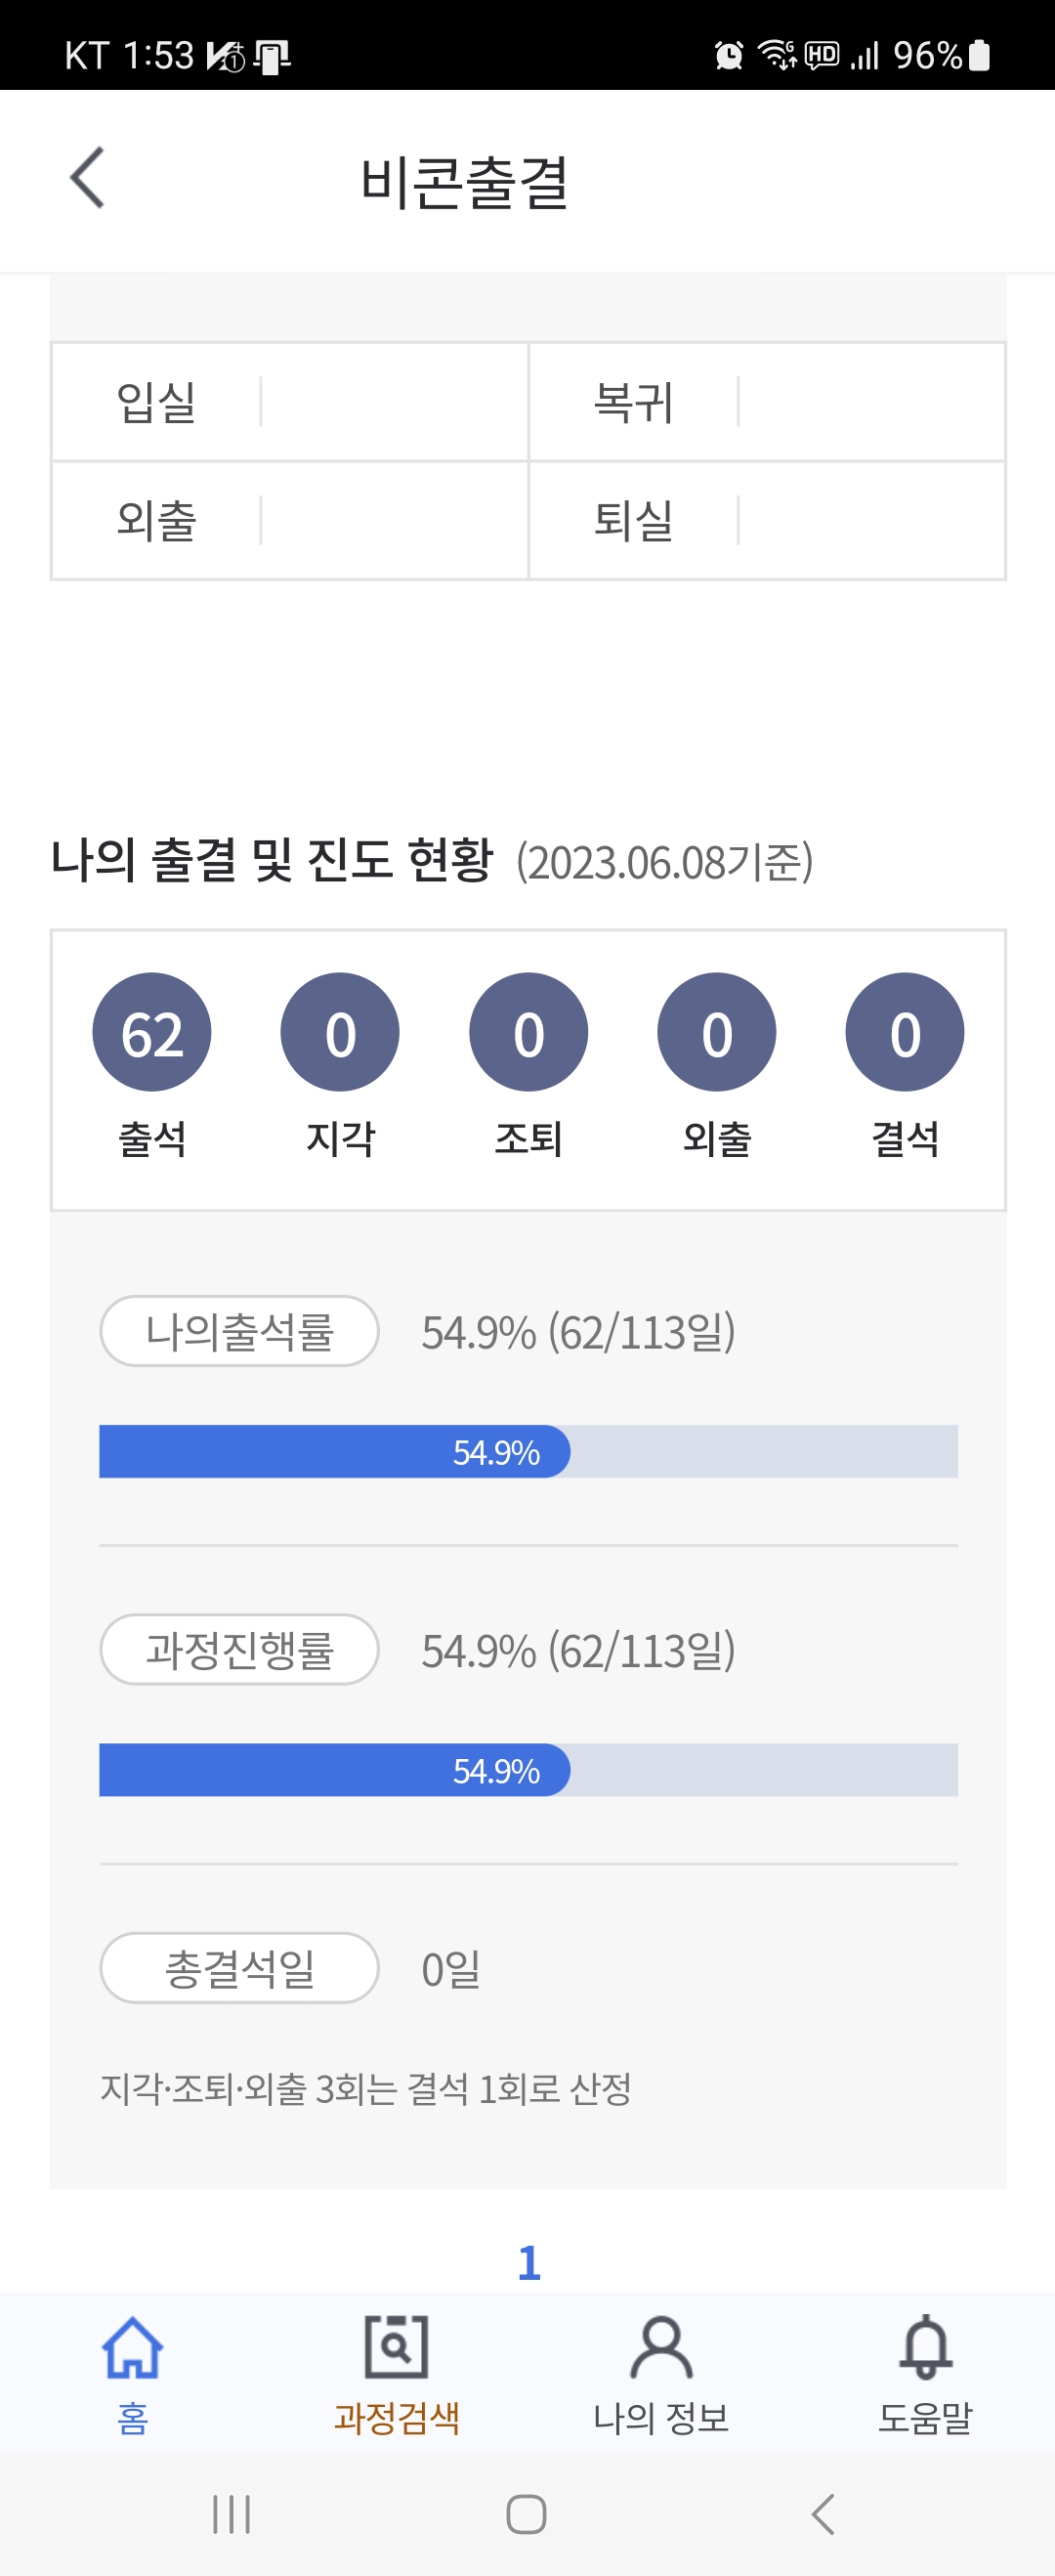 KT 1:53 96%
비콘출결
입실 복귀
외출 퇴실
나의 출결 및 진도 현황 (2023.06.08기준)
62 0 0 0 0
출석 지각 조퇴 외출 결석
나의출석률 54.9% (62/113일)
54.9%
과정진행률 54.9% (62/113일)
54.9%
총결석일 0일
지각·조퇴·외출 3회는 결석 1회로 산정
1
홈 과정검색 나의 정보 도움말